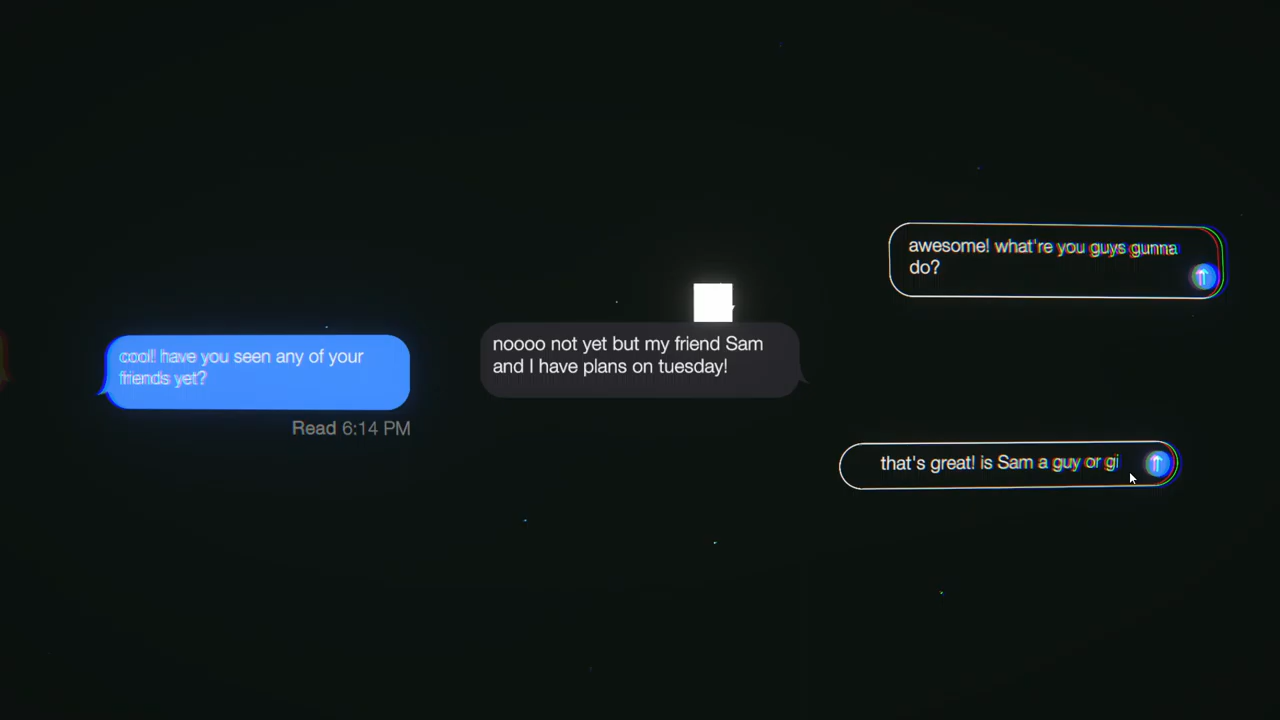 cool! have you seen any of your
friends yet?
Read 6:14 PM
noooo not yet but my friend Sam
and I have plans on tuesday!
awesome! what're you guys gunna
do?
that's great! is Sam a guy or gi